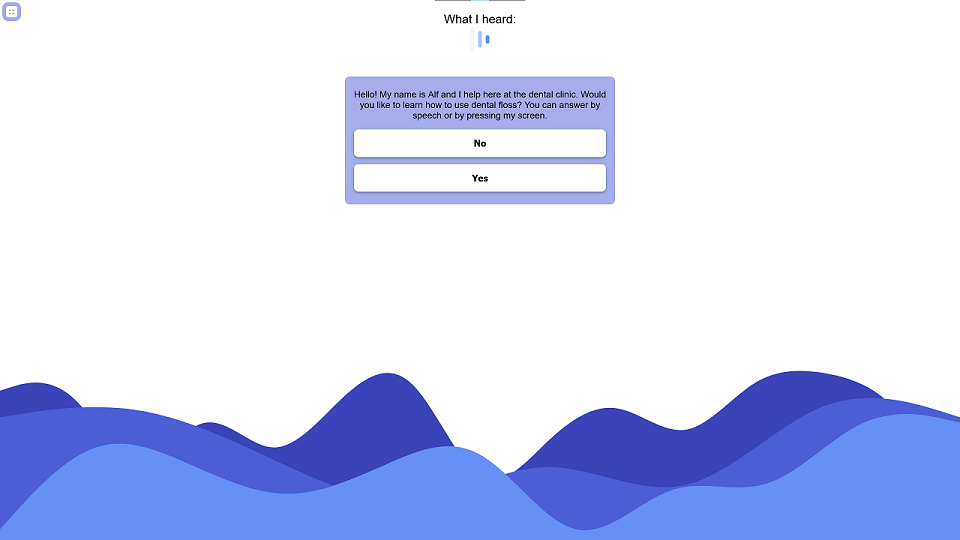 What I heard:
Hello! My name is Alf and I help here at the dental clinic. Would
you like to learn how to use dental floss? You can answer by
speech or by pressing my screen.
No
Yes